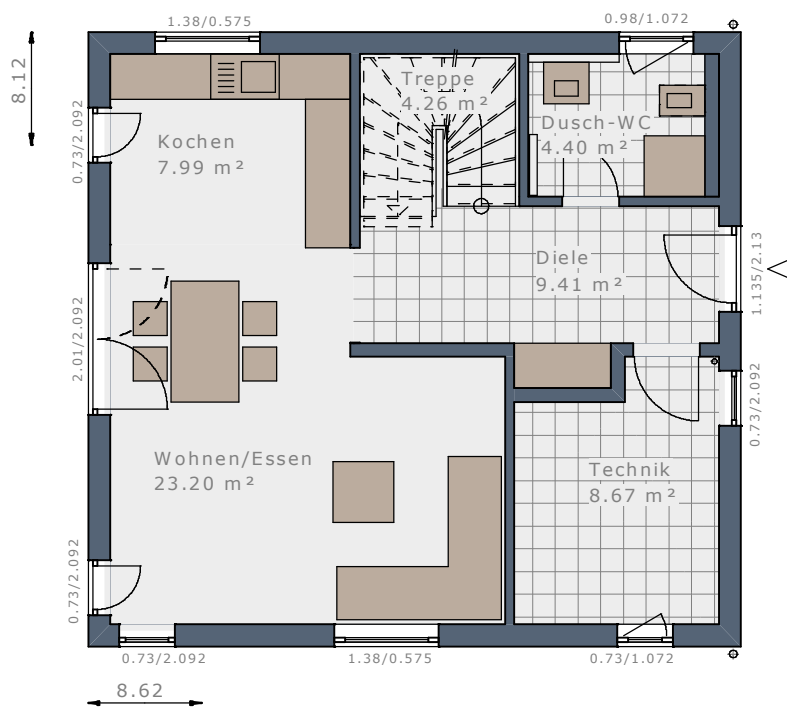 1.38/0.575
0.98/1.072
8.12
0.73/2.092
Kochen
7.99 m²
Treppe
4.26 m²
Dusch-WC
4.40 m²
Diele
9.41 m²
1.135/2.13
2.01/2.092
0.73/2.092
Wohnen/Essen
23.20 m²
Technik
8.67 m²
0.73/2.092
0.73/2.092
1.38/0.575
0.73/1.072
8.62